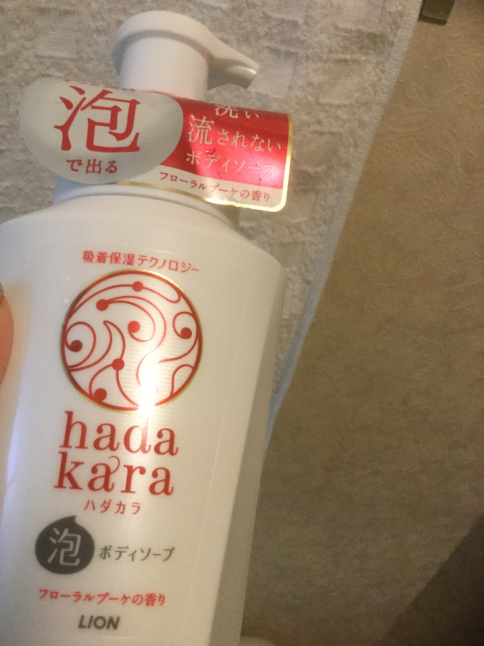 泡
で出る
洗い
流されない
ボディソープ
フローラルブーケの香り
吸着保湿テクノロジー
hada
kara
ハダカラ
泡
ボディソープ
フローラルブーケの香り
LION